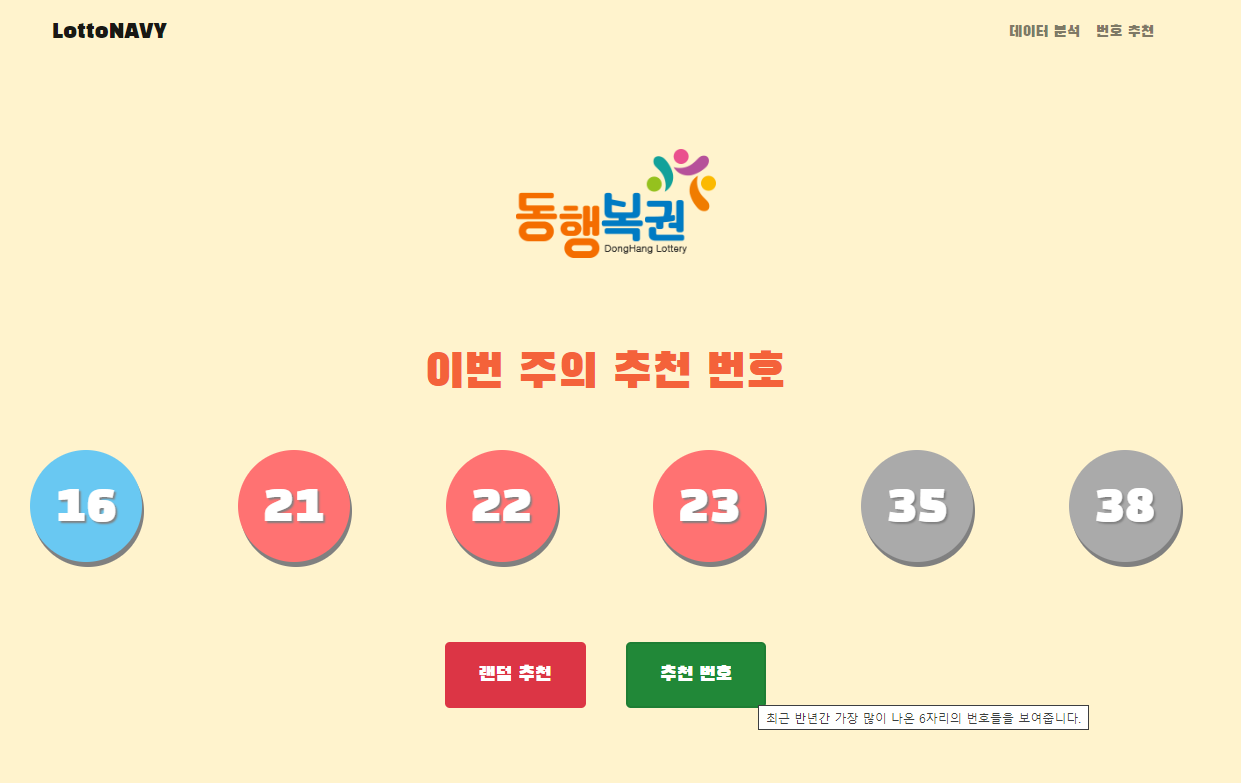 LottoNAVY
데이터 분석 번호 추천
동행복권
DongHang Lottery
이번 주의 추천 번호
16 21 22 23 35 38
랜덤 추천 추천 번호
최근 반년간 가장 많이 나온 6자리의 번호들을 보여줍니다.